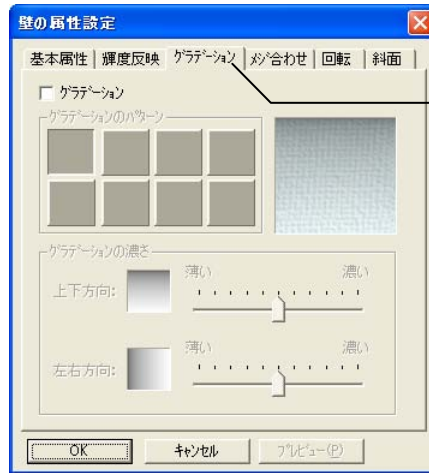 壁の属性設定
基本属性 輝度反映 グラデーション メジ合わせ 回転 斜面
グラデーション
グラデーションのパターン
グラデーションの濃さ
薄い 濃い
上下方向:
薄い 濃い
左右方向:
OK キャンセル プレビュー(P)